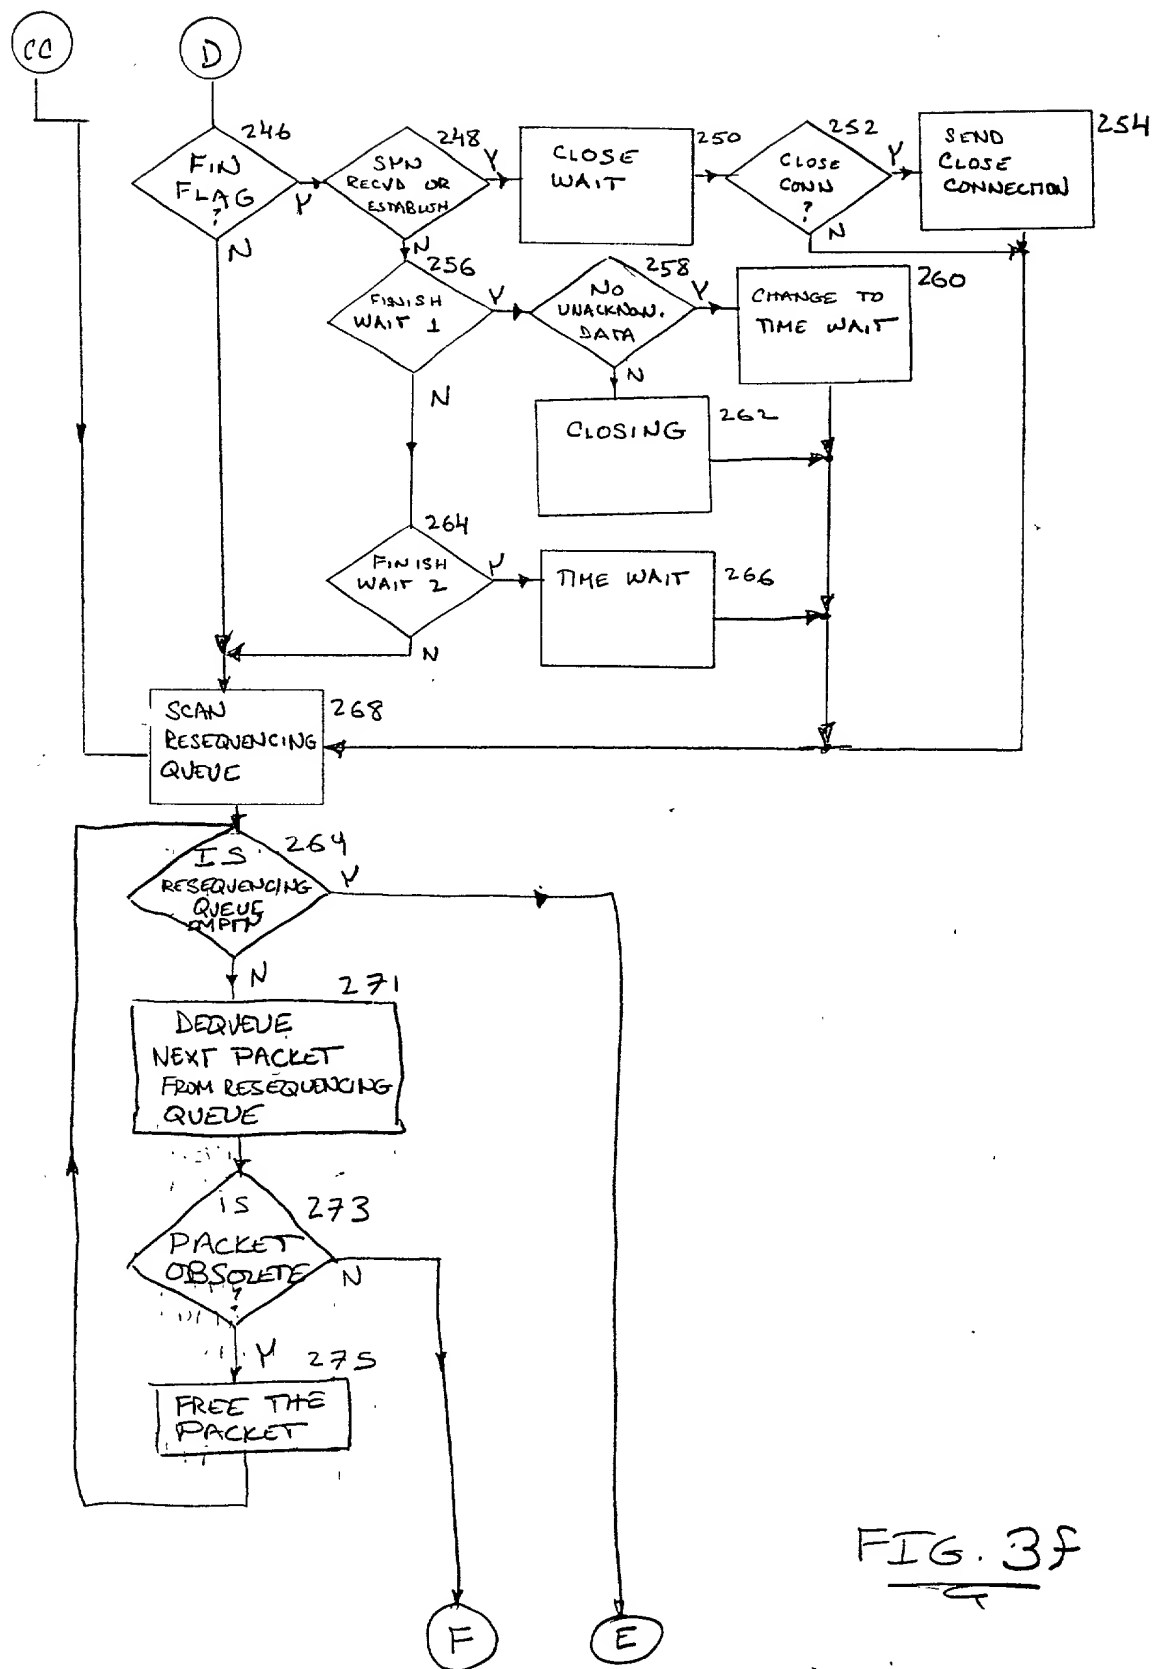 CC
D
246
FIN
FLAG
?
Y
N
248
SYN
RECVD OR
ESTABLISH
Y
N
CLOSE
WAIT
250
252
CLOSE
CONN
?
Y
N
SEND
CLOSE
CONNECTION
254
256
FINISH
WAIT 1
Y
N
258
NO
UNACKNOW.
DATA
Y
N
CHANGE TO
TIME WAIT
260
CLOSING
262
264
FINISH
WAIT 2
Y
N
TIME WAIT
266
SCAN
RESEQUENCING
QUEUE
268
IS
RESEQUENCING
QUEUE
EMPTY
264
Y
N
271
DEQUEUE
NEXT PACKET
FROM RESEQUENCING
QUEUE
IS
PACKET
OBSOLETE
?
273
N
Y
275
FREE THE
PACKET
F
E
FIG. 3f